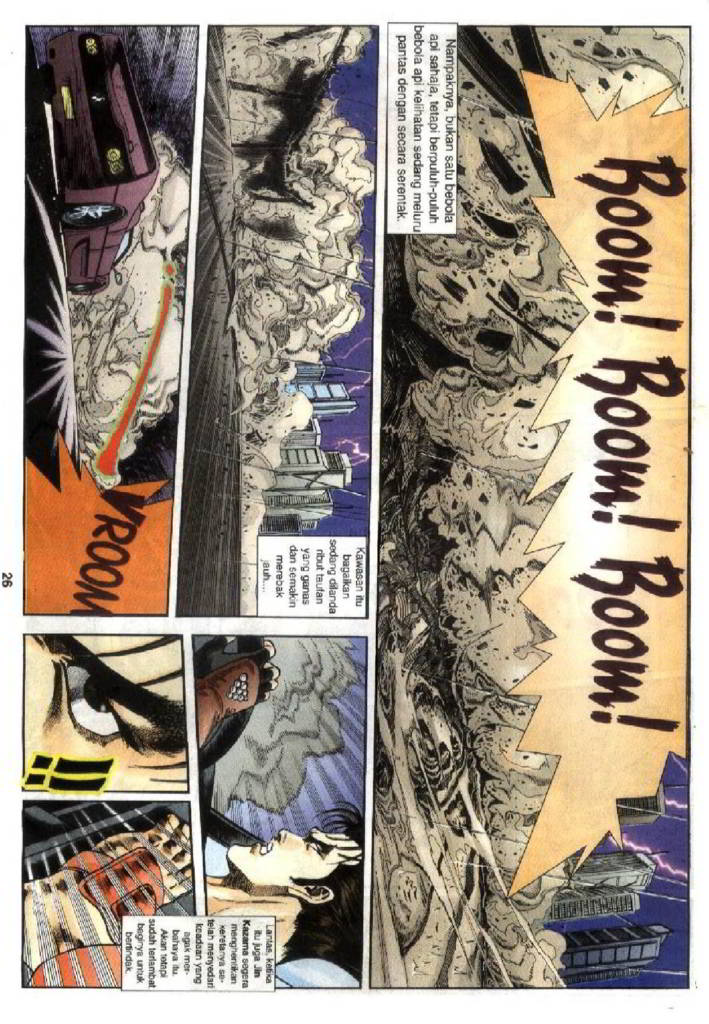 Boom! Boom! Boom!
Nampaknya, bukan satu bebola
api sahaja, tetapi berpuluh-puluh
bebola api kelihatan sedang meluru
pantas dengan secara serentak.
Kawasan itu
bagaikan
sedang dilanda
ribut taufan
yang ganas
dan semakin
merebak
jauh....
VROOM
Lantas, ketika
itu juga Jin
Kazama segera
menghentikan
keretanya se-
telah menyedari
keadaan yang
agak mer-
bahaya itu.
Akan tetapi
sudah terlambat
baginya untuk
bertindak.
!!
26